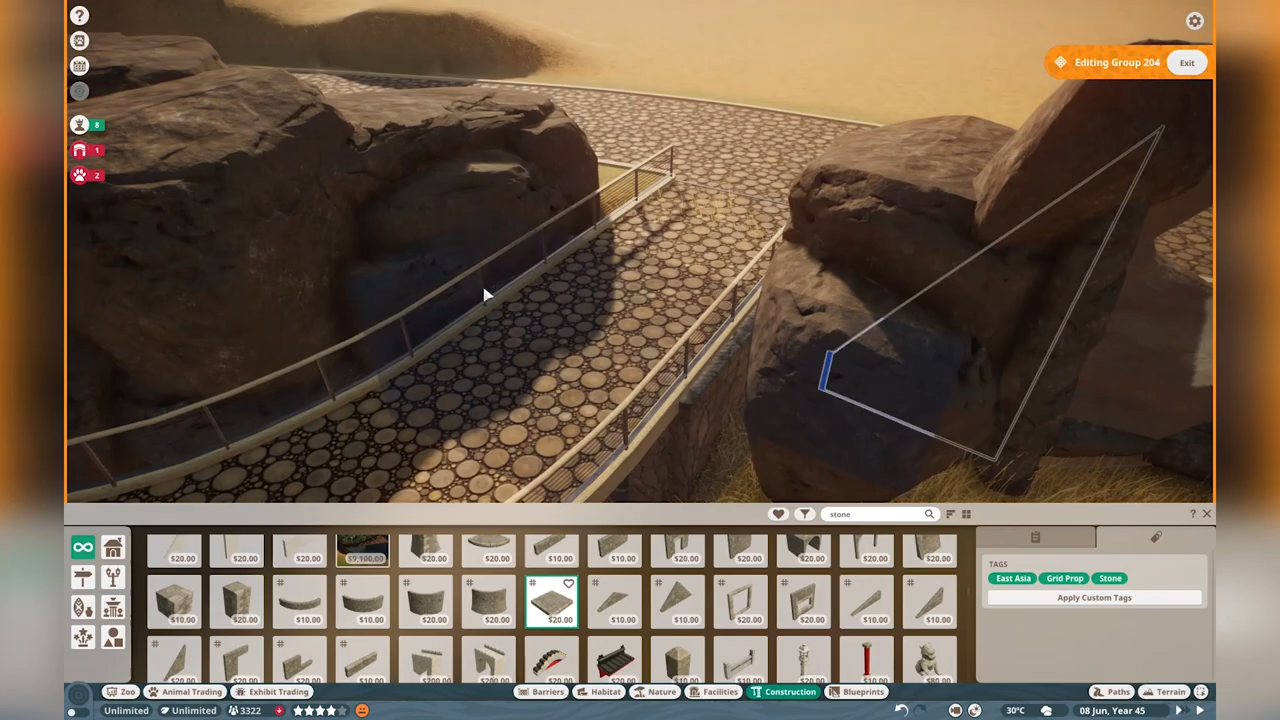 ?
Editing Group 204
Exit
8
1
2
stone
?
$20.00 $20.00 $20.00 $9,100.00 $20.00 $20.00 $10.00 $10.00 $20.00 $20.00 $20.00 $20.00 $20.00
$10.00 $20.00 $10.00 $10.00 $20.00 $20.00 $20.00 $10.00 $10.00 $20.00 $20.00 $10.00 $10.00
TAGS
East Asia Grid Prop Stone
Apply Custom Tags
Zoo Animal Trading Exhibit Trading Barriers Habitat Nature Facilities Construction Blueprints Paths Terrain
Unlimited Unlimited 3322 30°C 08 Jun, Year 45